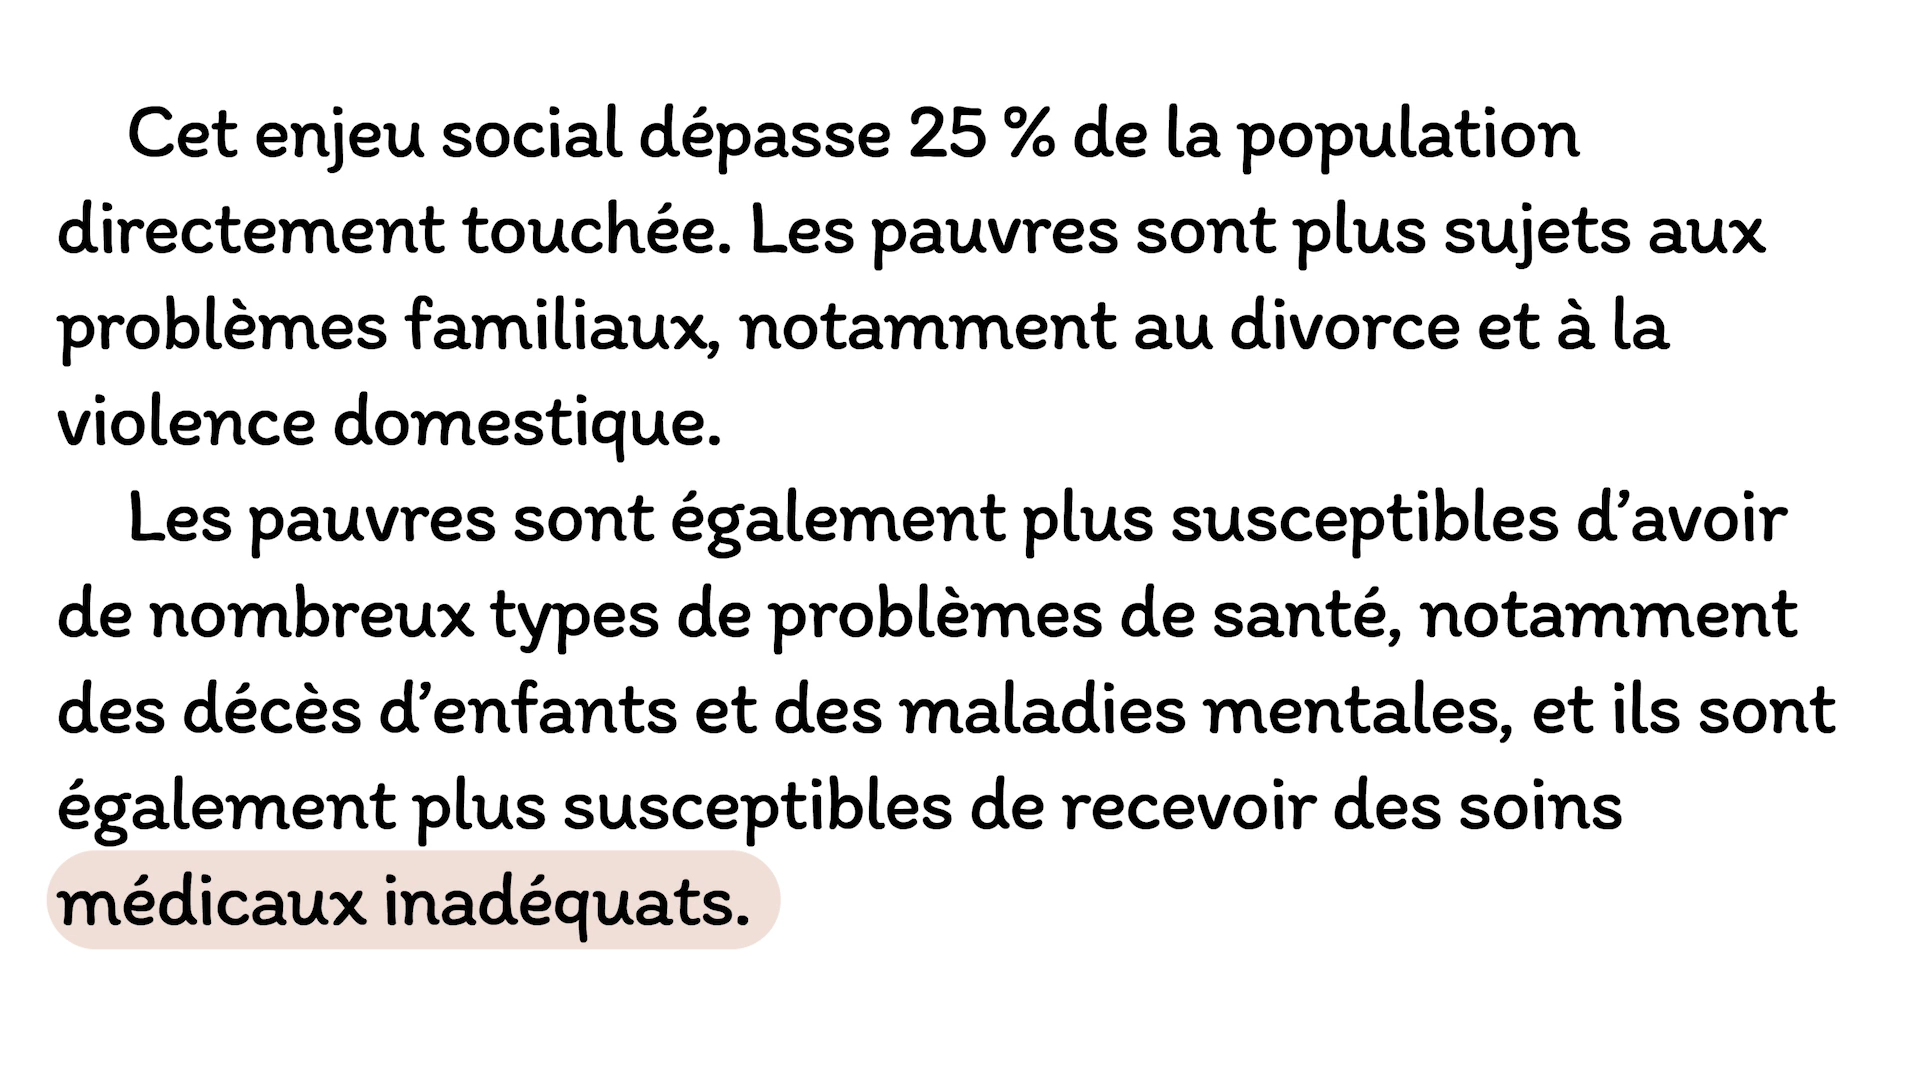 Cet enjeu social dépasse 25 % de la population
directement touchée. Les pauvres sont plus sujets aux
problèmes familiaux, notamment au divorce et à la
violence domestique.
Les pauvres sont également plus susceptibles d’avoir
de nombreux types de problèmes de santé, notamment
des décès d’enfants et des maladies mentales, et ils sont
également plus susceptibles de recevoir des soins
médicaux inadéquats.